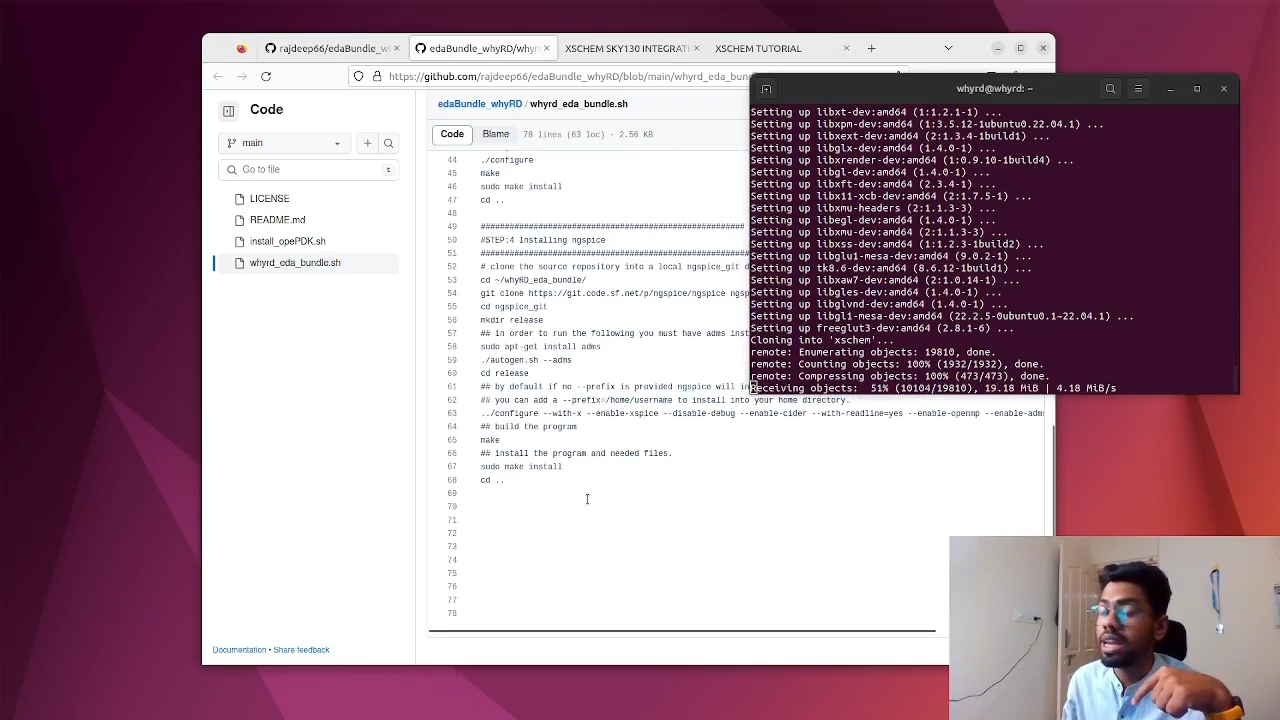 rajdeep66/edaBundle_wh
edaBundle_whyRD/whyrd
XSCHEM SKY130 INTEGRATI
XSCHEM TUTORIAL
https://github.com/rajdeep66/edaBundle_whyRD/blob/main/whyrd_eda_bun
Code
main
Go to file
t
LICENSE
README.md
install_opePDK.sh
whyrd_eda_bundle.sh
Documentation • Share feedback
edaBundle_whyRD / whyrd_eda_bundle.sh
Code
Blame
78 lines (63 loc) · 2.56 KB
44 ./configure
45 make
46 sudo make install
47 cd ..
48
49 ##################################################
50 #STEP:4 Installing ngspice
51 ##################################################
52 # clone the source repository into a local ngspice_git d
53 cd ~/whyRD_eda_bundle/
54 git clone https://git.code.sf.net/p/ngspice/ngspice ngsp
55 cd ngspice_git
56 mkdir release
57 ## in order to run the following you must have adms inst
58 sudo apt-get install adms
59 ./autogen.sh --adms
60 cd release
61 ## by default if no --prefix is provided ngspice will in
62 ## you can add a --prefix=/home/username to install into your home directory.
63 ../configure --with-x --enable-xspice --disable-debug --enable-cider --with-readline=yes --enable-openmp --enable-adms
64 ## build the program
65 make
66 ## install the program and needed files.
67 sudo make install
68 cd ..
69
70
71
72
73
74
75
76
77
78
whyrd@whyrd: ~
Setting up libxt-dev:amd64 (1:1.2.1-1) ...
Setting up libxpm-dev:amd64 (1:3.5.12-1ubuntu0.22.04.1) ...
Setting up libxext-dev:amd64 (2:1.3.4-1build1) ...
Setting up libglx-dev:amd64 (1.4.0-1) ...
Setting up libxrender-dev:amd64 (1:0.9.10-1build4) ...
Setting up libgl-dev:amd64 (1.4.0-1) ...
Setting up libxft-dev:amd64 (2.3.4-1) ...
Setting up libx11-xcb-dev:amd64 (2:1.7.5-1) ...
Setting up libxmu-headers (2:1.1.3-3) ...
Setting up libegl-dev:amd64 (1.4.0-1) ...
Setting up libxmu-dev:amd64 (2:1.1.3-3) ...
Setting up libxss-dev:amd64 (1:1.2.3-1build2) ...
Setting up libglu1-mesa-dev:amd64 (9.0.2-1) ...
Setting up tk8.6-dev:amd64 (8.6.12-1build1) ...
Setting up libxaw7-dev:amd64 (2:1.0.14-1) ...
Setting up libgles-dev:amd64 (1.4.0-1) ...
Setting up libglvnd-dev:amd64 (1.4.0-1) ...
Setting up libgl1-mesa-dev:amd64 (22.2.5-0ubuntu0.1~22.04.1) ...
Setting up freeglut3-dev:amd64 (2.8.1-6) ...
Cloning into 'xschem'...
remote: Enumerating objects: 19810, done.
remote: Counting objects: 100% (1932/1932), done.
remote: Compressing objects: 100% (473/473), done.
Receiving objects: 51% (10104/19810), 19.18 MiB | 4.18 MiB/s